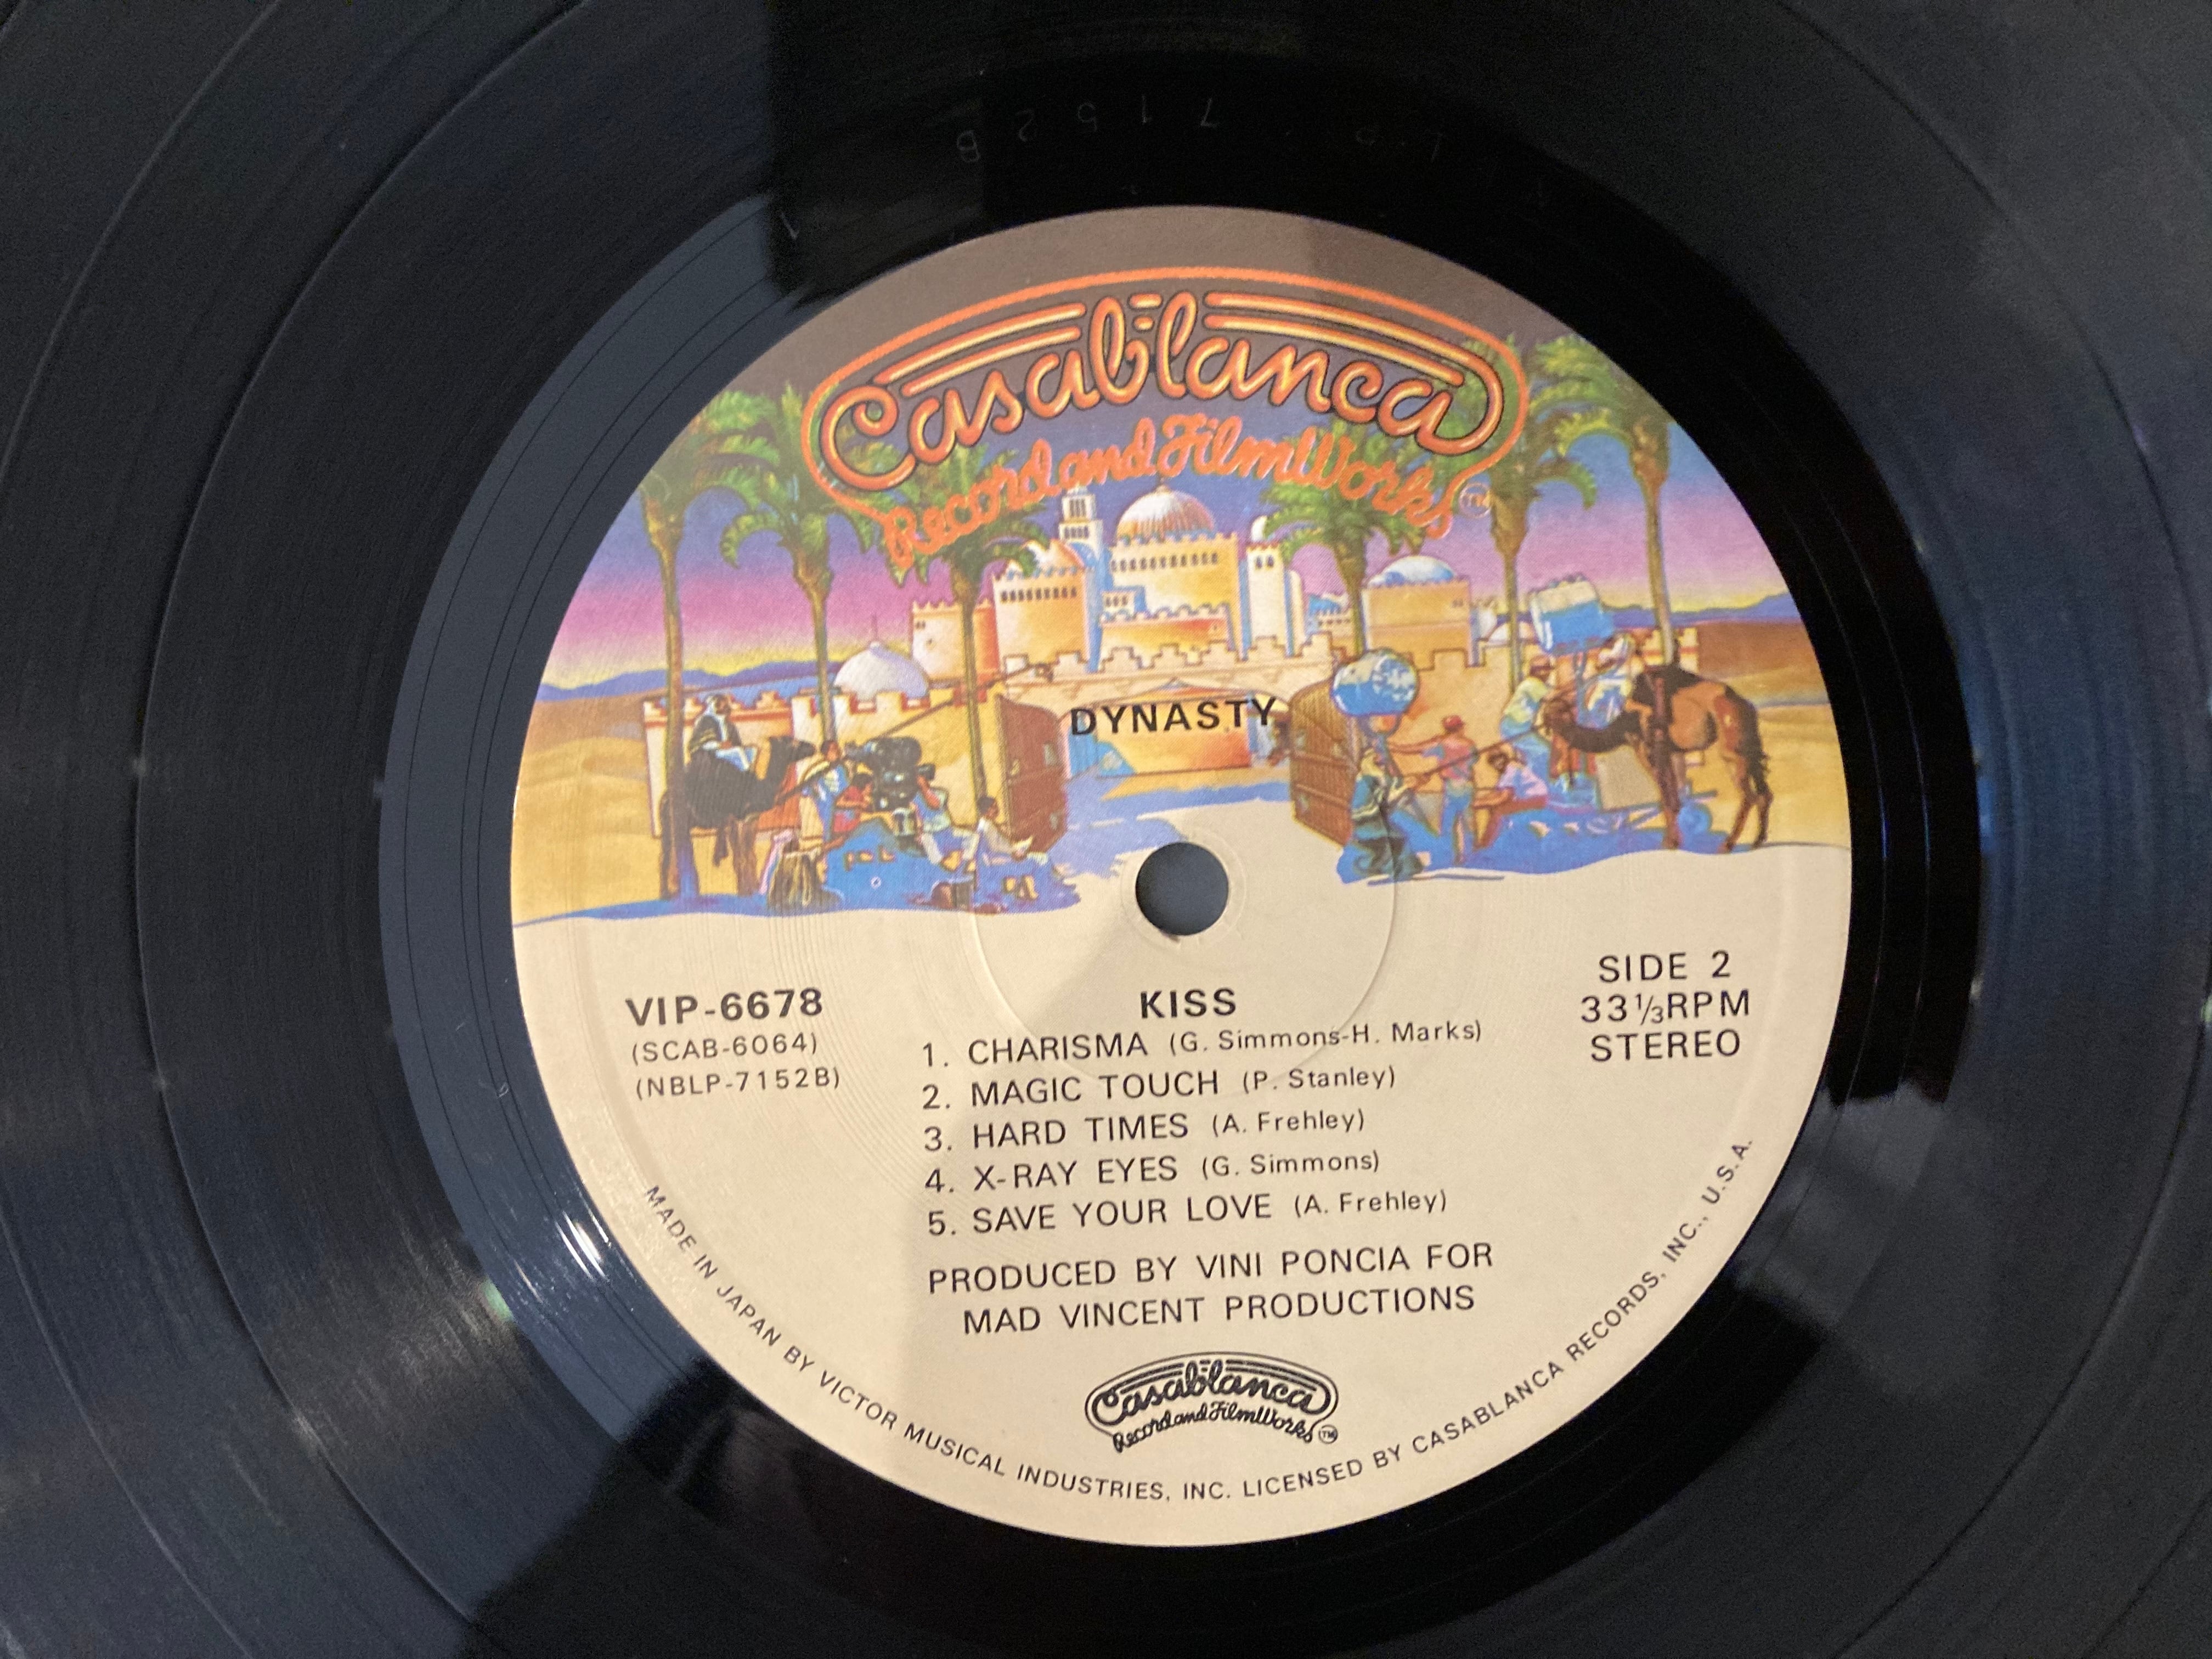 7152B
Casablanca
Record and FilmWorks TM
DYNASTY
VIP-6678
(SCAB-6064)
(NBLP-7152B)
SIDE 2
33⅓RPM
STEREO
KISS
1. CHARISMA (G. Simmons-H. Marks)
2. MAGIC TOUCH (P. Stanley)
3. HARD TIMES (A. Frehley)
4. X-RAY EYES (G. Simmons)
5. SAVE YOUR LOVE (A. Frehley)
PRODUCED BY VINI PONCIA FOR
MAD VINCENT PRODUCTIONS
Casablanca
Record and FilmWorks TM
MADE IN JAPAN BY VICTOR MUSICAL INDUSTRIES, INC. LICENSED BY CASABLANCA RECORDS, INC., U.S.A.